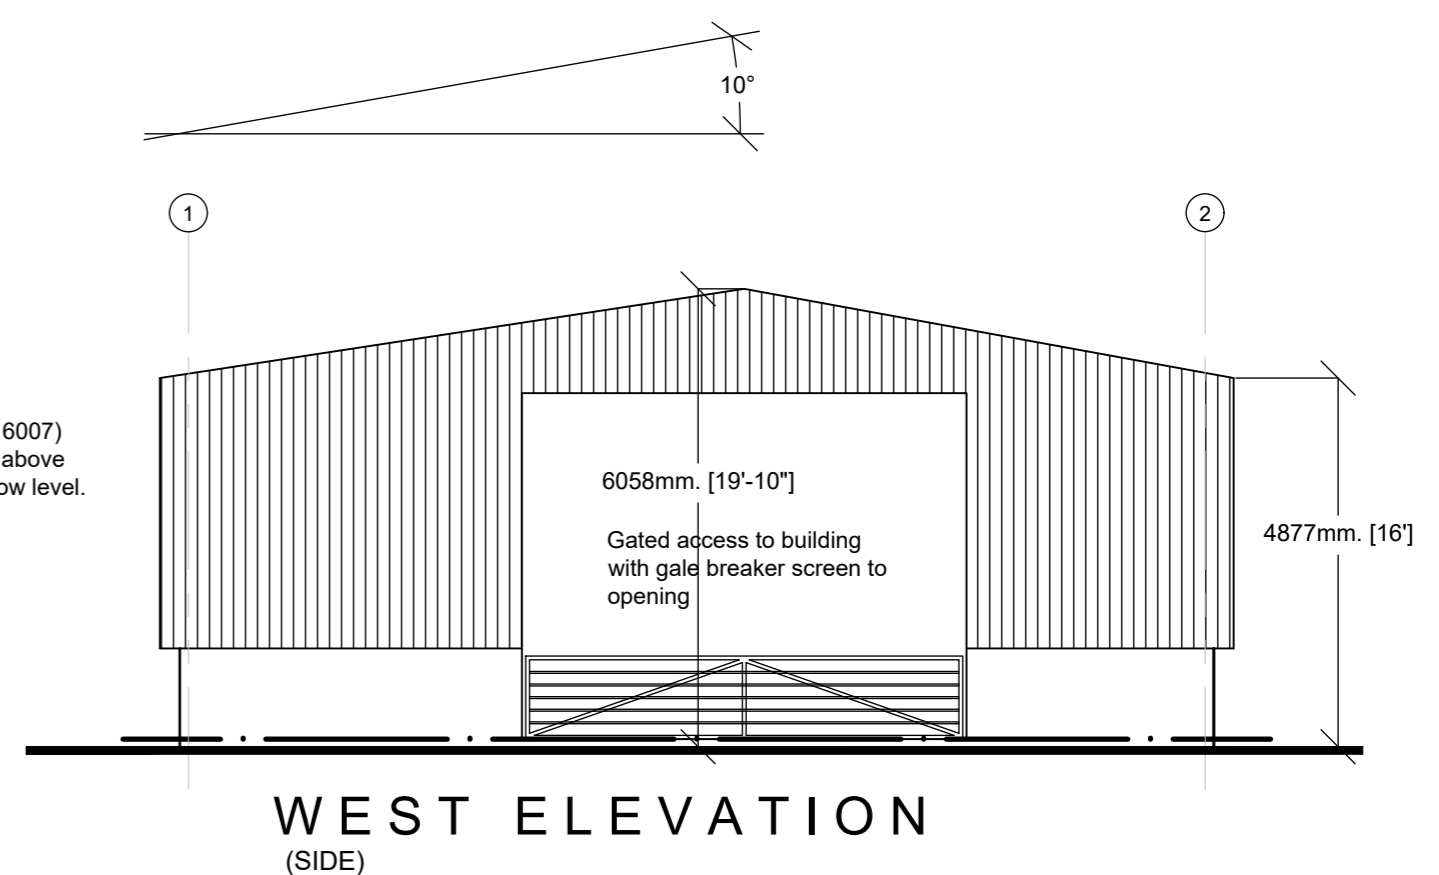 10°
1
2
6007)
above
ow level.
6058mm. [19'-10"]
4877mm. [16']
Gated access to building
with gale breaker screen to
opening
WEST ELEVATION
(SIDE)